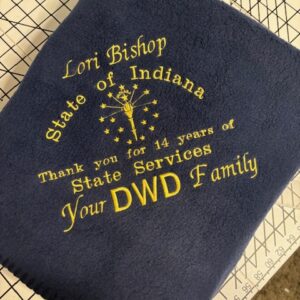 Lori Bishop
State of Indiana
Thank you for 14 years of
State Services
Your DWD Family